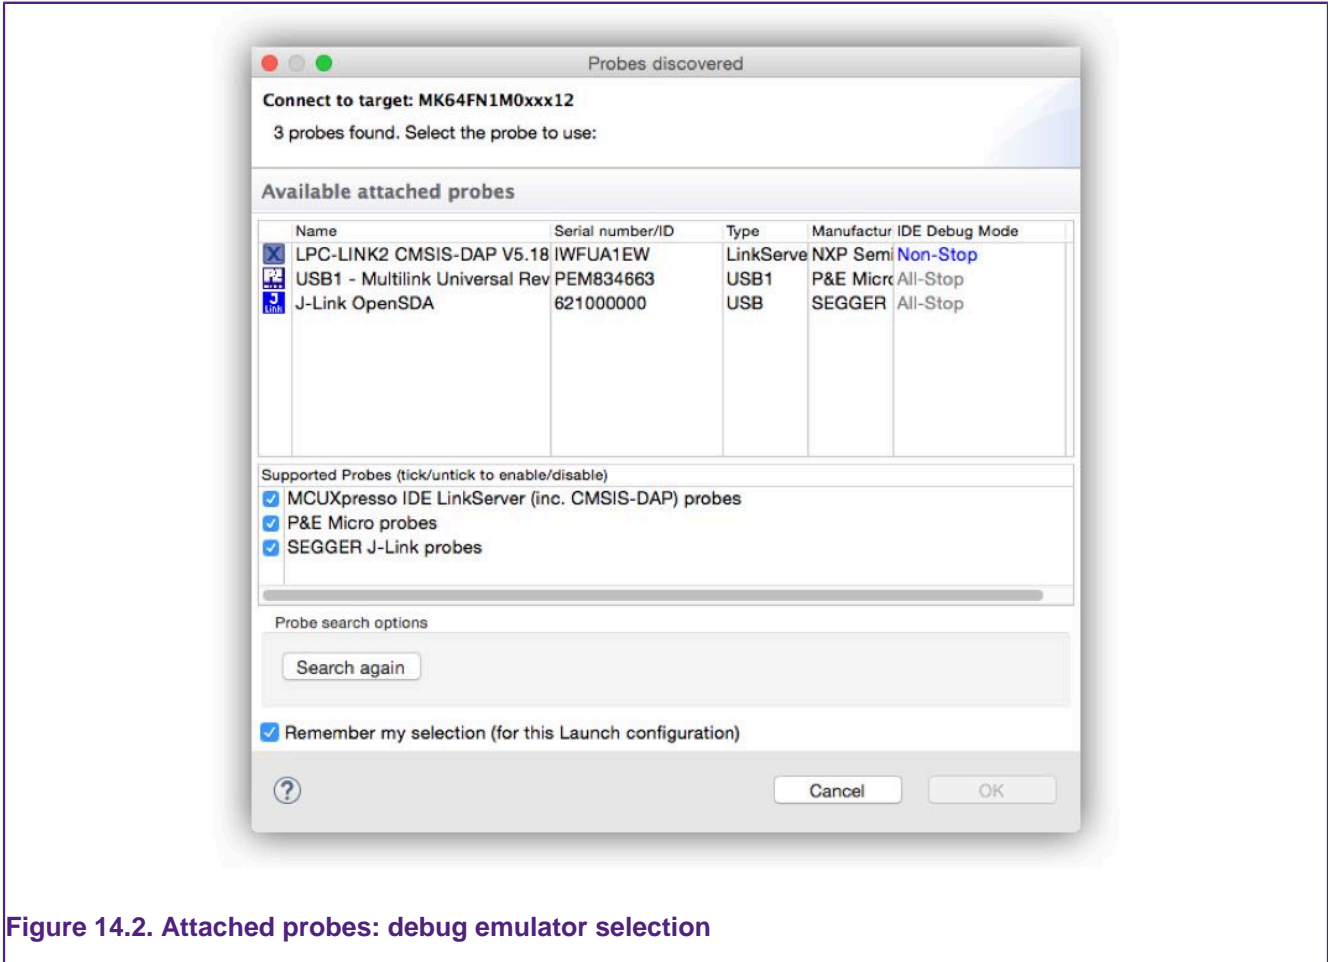 Probes discovered
Connect to target: MK64FN1M0xxx12
3 probes found. Select the probe to use:
Available attached probes
Name Serial number/ID Type Manufactur IDE Debug Mode
X LPC-LINK2 CMSIS-DAP V5.18 IWFUA1EW LinkServe NXP Semi Non-Stop
USB1 - Multilink Universal Rev PEM834663 USB1 P&E Micro All-Stop
J Link J-Link OpenSDA 621000000 USB SEGGER All-Stop
Supported Probes (tick/untick to enable/disable)
MCUXpresso IDE LinkServer (inc. CMSIS-DAP) probes
P&E Micro probes
SEGGER J-Link probes
Probe search options
Search again
Remember my selection (for this Launch configuration)
? Cancel OK
Figure 14.2. Attached probes: debug emulator selection